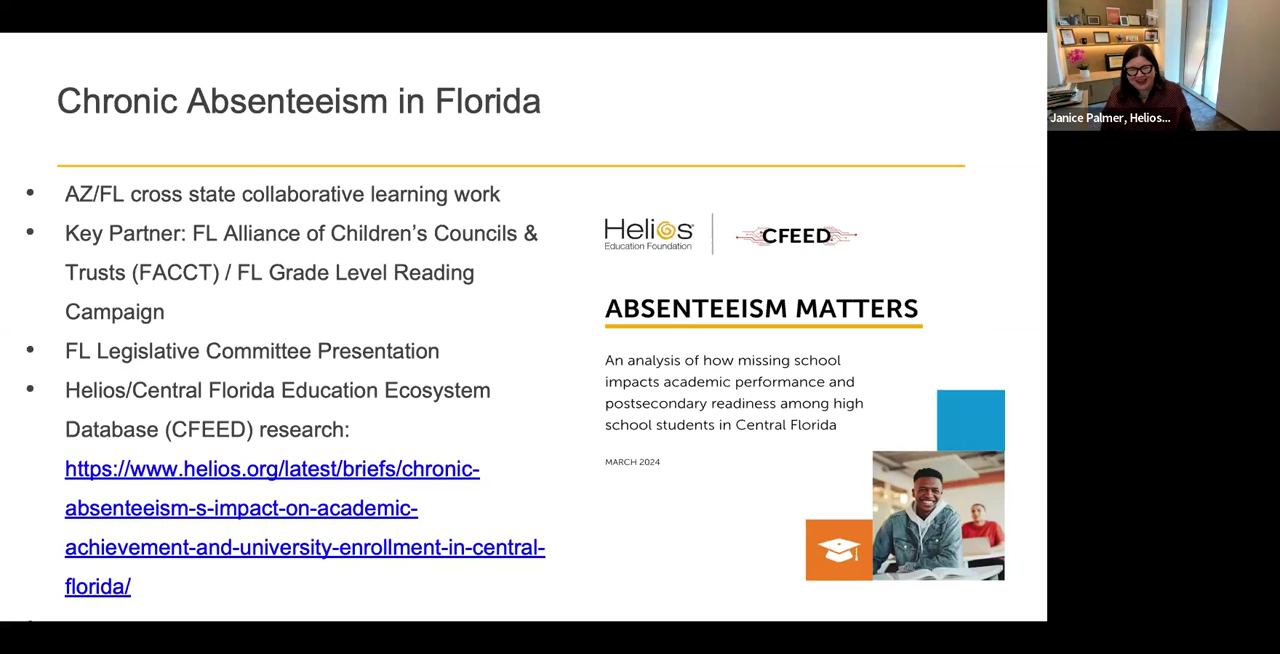 Chronic Absenteeism in Florida
• AZ/FL cross state collaborative learning work
• Key Partner: FL Alliance of Children’s Councils &
Trusts (FACCT) / FL Grade Level Reading
Campaign
• FL Legislative Committee Presentation
• Helios/Central Florida Education Ecosystem
Database (CFEED) research:
https://www.helios.org/latest/briefs/chronic-
absenteeism-s-impact-on-academic-
achievement-and-university-enrollment-in-central-
florida/
Helios
Education Foundation
CFEED
ABSENTEEISM MATTERS
An analysis of how missing school
impacts academic performance and
postsecondary readiness among high
school students in Central Florida
MARCH 2024
Janice Palmer, Helios...